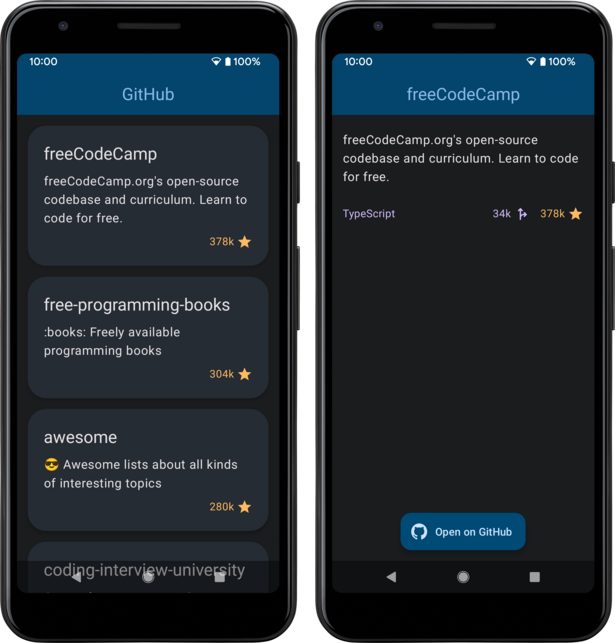 10:00
100%
GitHub
freeCodeCamp
freeCodeCamp.org's open-source
codebase and curriculum. Learn to
code for free.
378k
free-programming-books
:books: Freely available
programming books
304k
awesome
😎 Awesome lists about all kinds
of interesting topics
280k
coding-interview-university
10:00
100%
freeCodeCamp
freeCodeCamp.org's open-source
codebase and curriculum. Learn to code
for free.
TypeScript 34k 378k
Open on GitHub